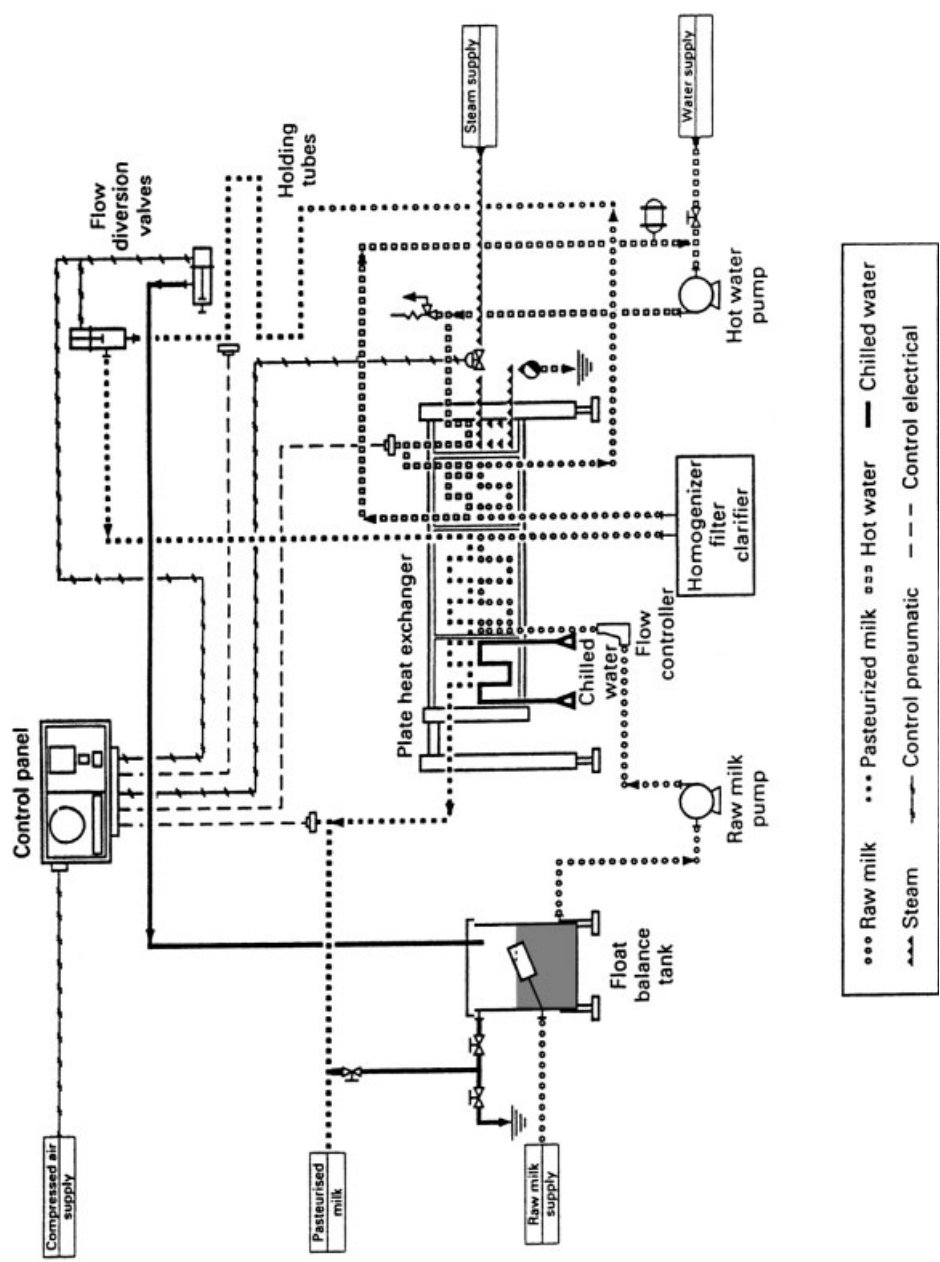 Compressed air
supply
Control panel
Flow
diversion
valves
Holding
tubes
Pasteurised
milk
Steam supply
Plate heat exchanger
Raw milk
supply
Float
balance
tank
Chilled
water
Flow
controller
Homogenizer
filter
clarifier
Raw milk
pump
Hot water
pump
Water supply
Raw milk
Pasteurized milk
Hot water
Chilled water
Steam
Control pneumatic
Control electrical